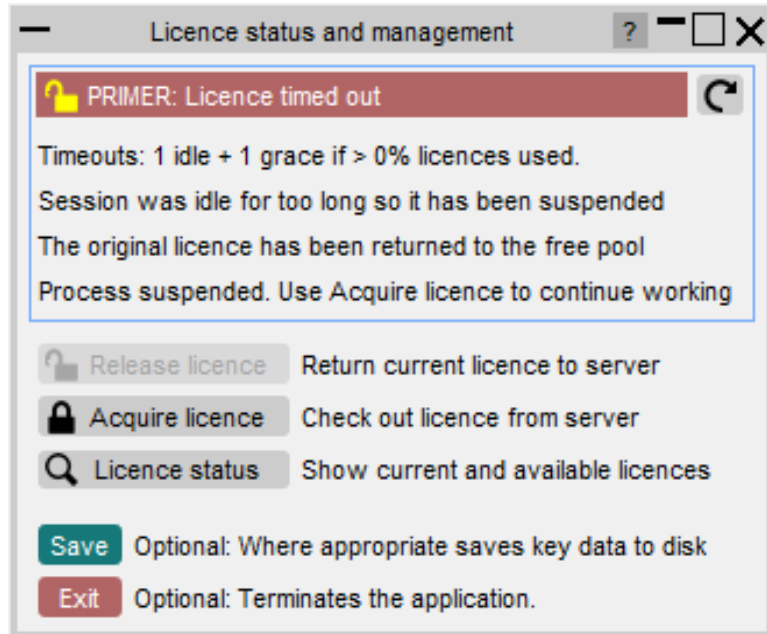 Licence status and management ?
PRIMER: Licence timed out
Timeouts: 1 idle + 1 grace if > 0% licences used.
Session was idle for too long so it has been suspended
The original licence has been returned to the free pool
Process suspended. Use Acquire licence to continue working
Release licence Return current licence to server
Acquire licence Check out licence from server
Licence status Show current and available licences
Save Optional: Where appropriate saves key data to disk
Exit Optional: Terminates the application.